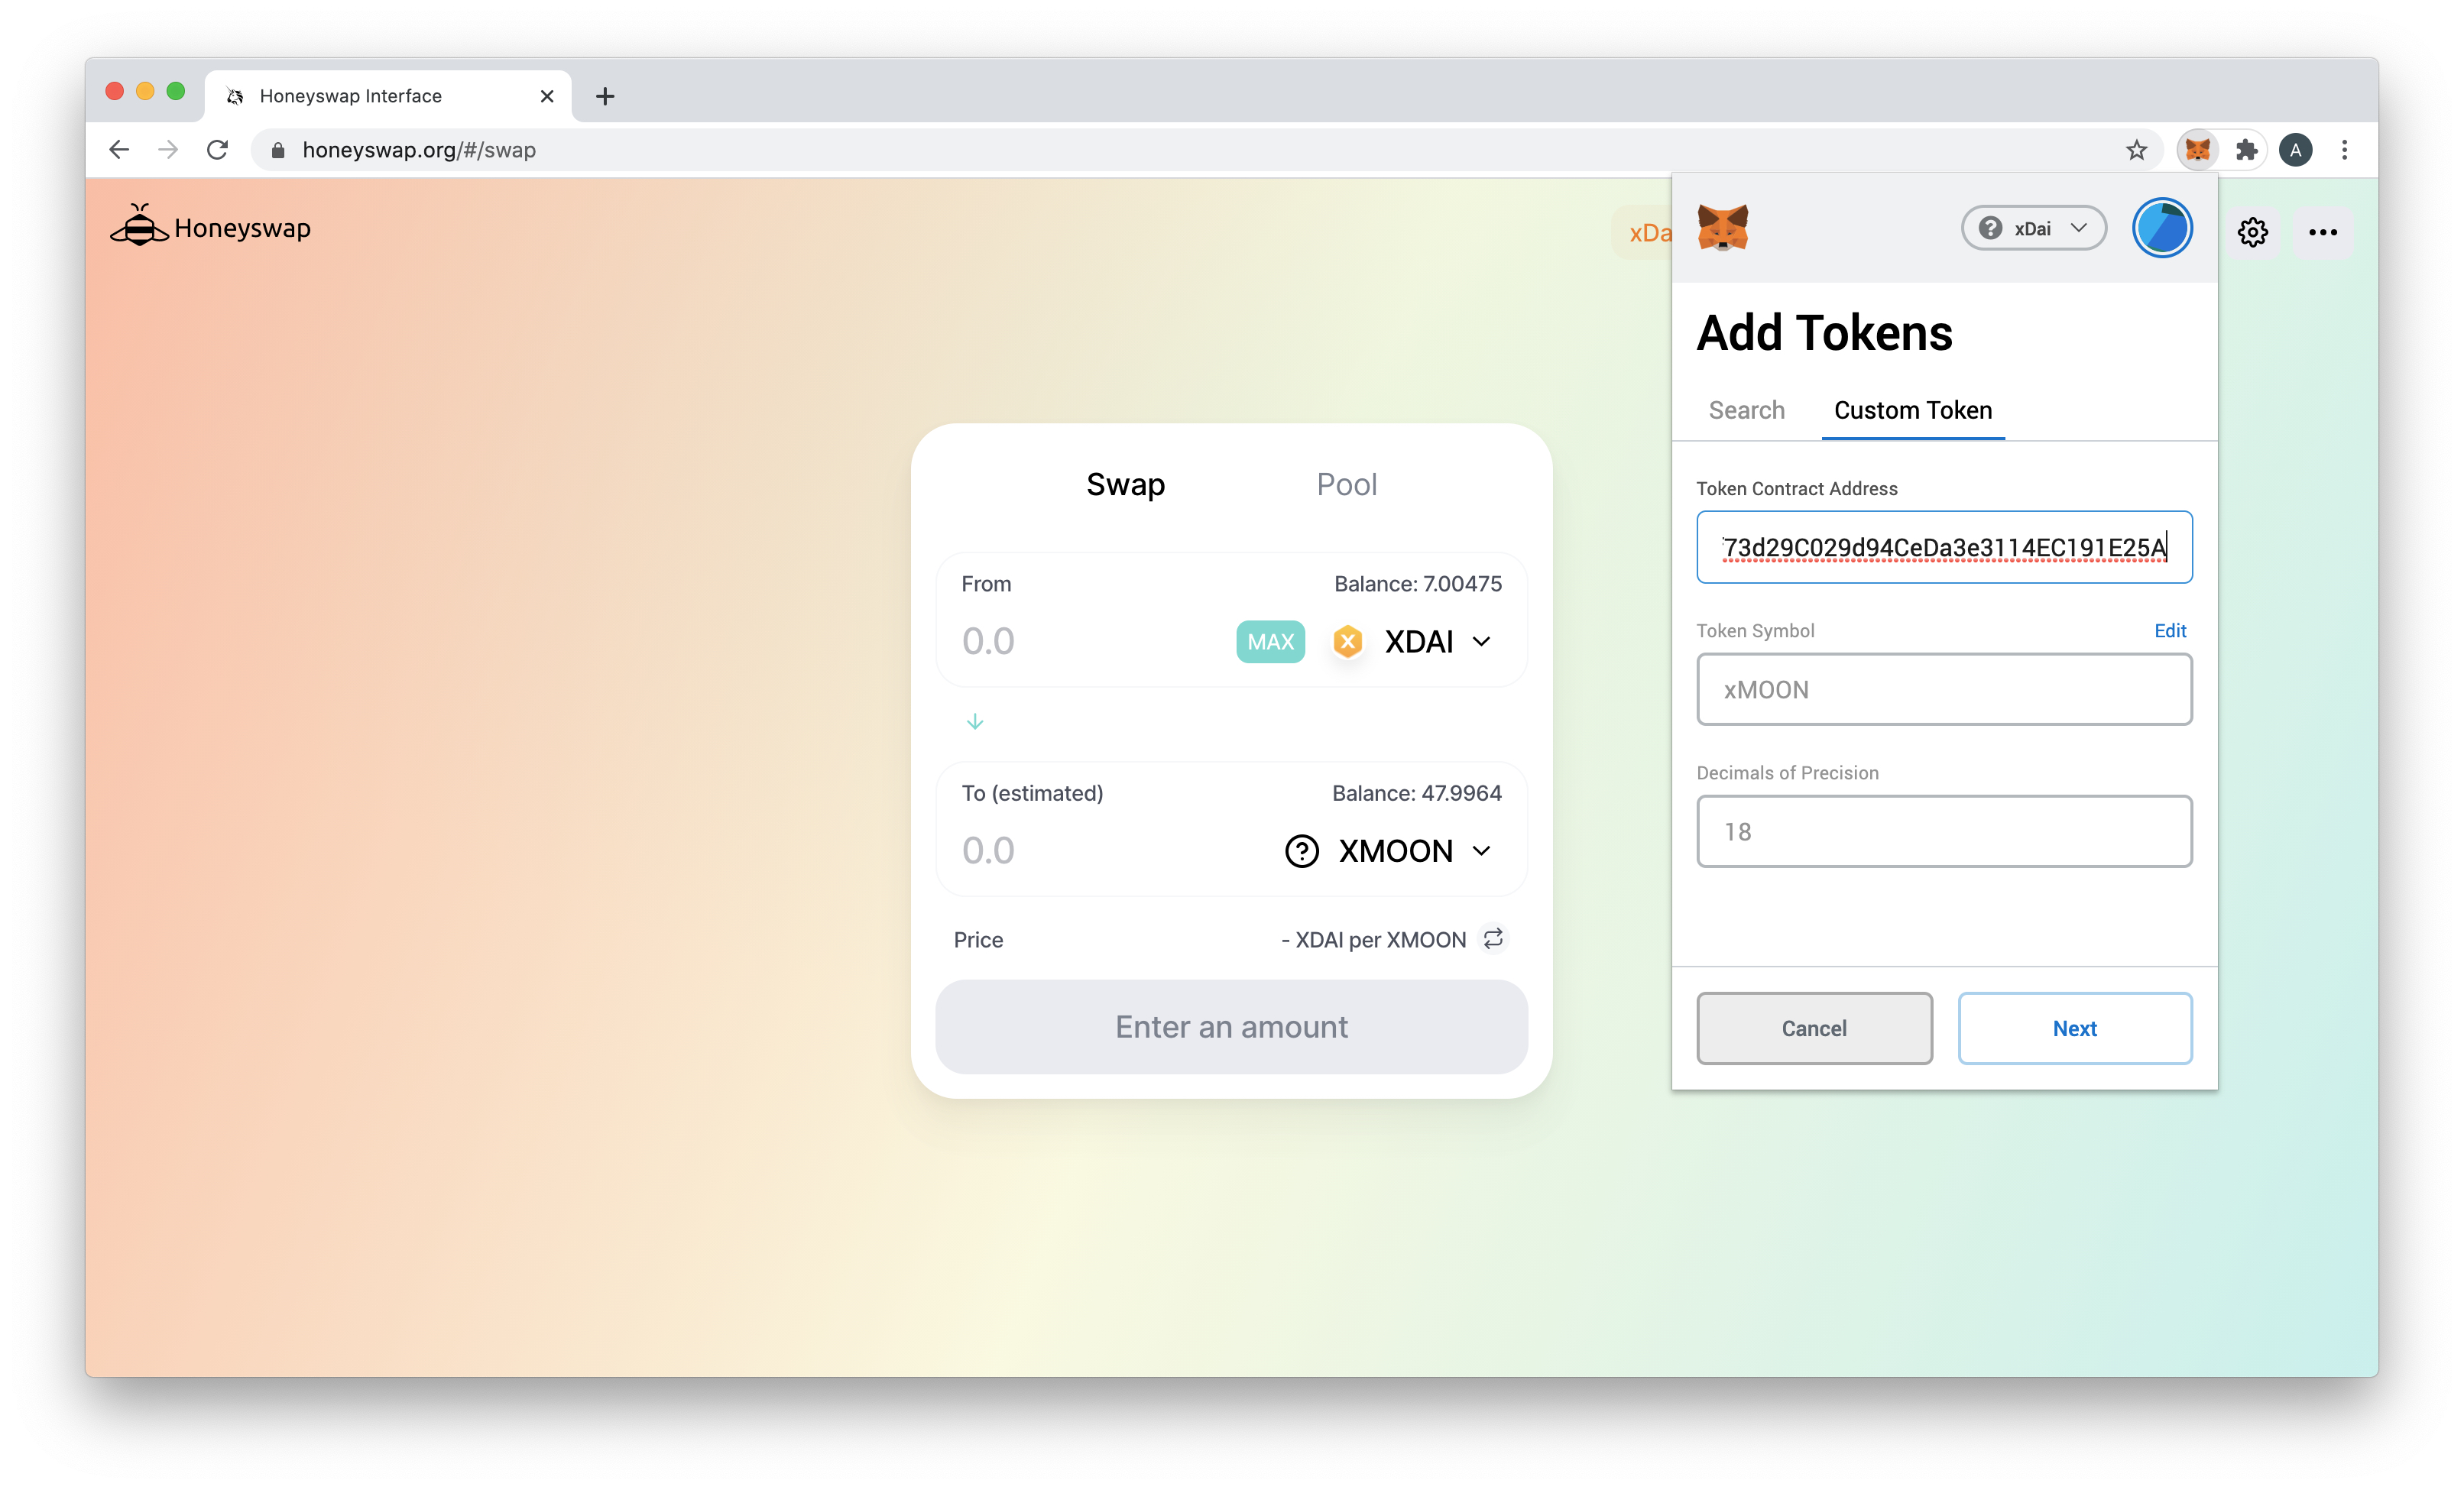 Honeyswap Interface
honeyswap.org/#/swap
A
Honeyswap
xDa
xDai
Add Tokens
Search Custom Token
Token Contract Address
73d29C029d94CeDa3e3114EC191E25A
Token Symbol Edit
xMOON
Decimals of Precision
18
Cancel Next
Swap Pool
From Balance: 7.00475
0.0 MAX XDAI
To (estimated) Balance: 47.9964
0.0 XMOON
Price - XDAI per XMOON
Enter an amount